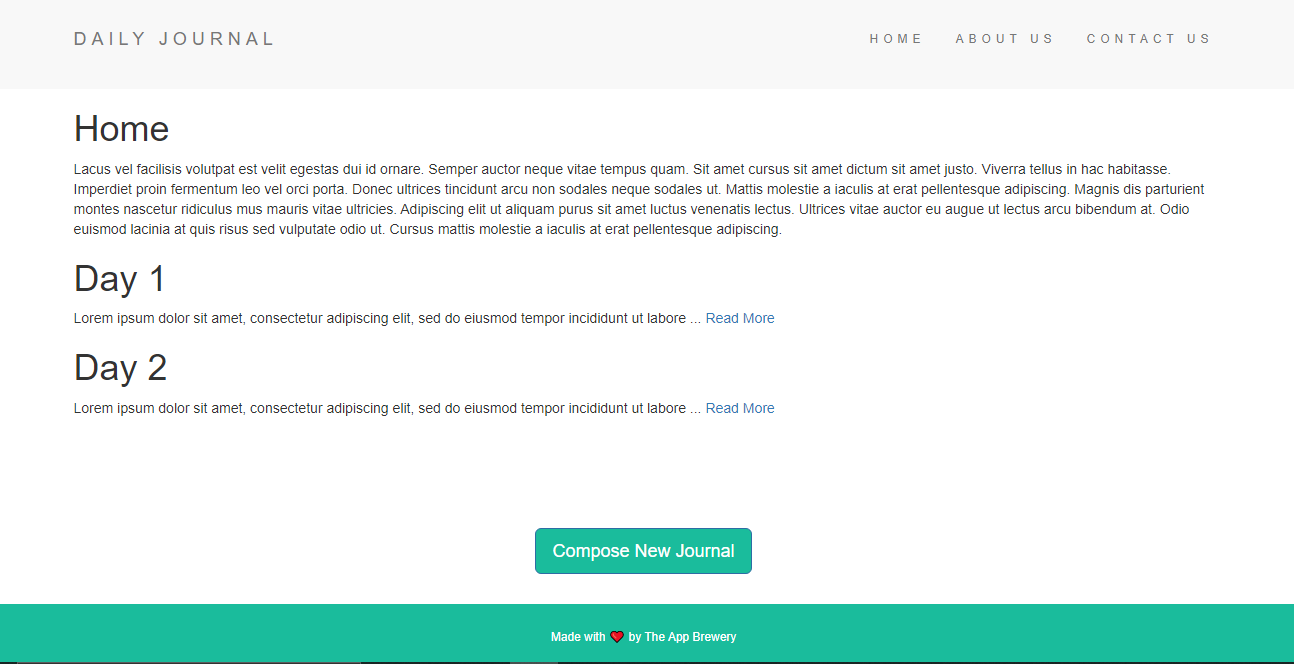 DAILY JOURNAL
HOME ABOUT US CONTACT US
Home
Lacus vel facilisis volutpat est velit egestas dui id ornare. Semper auctor neque vitae tempus quam. Sit amet cursus sit amet dictum sit amet justo. Viverra tellus in hac habitasse.
Imperdiet proin fermentum leo vel orci porta. Donec ultrices tincidunt arcu non sodales neque sodales ut. Mattis molestie a iaculis at erat pellentesque adipiscing. Magnis dis parturient
montes nascetur ridiculus mus mauris vitae ultricies. Adipiscing elit ut aliquam purus sit amet luctus venenatis lectus. Ultrices vitae auctor eu augue ut lectus arcu bibendum at. Odio
euismod lacinia at quis risus sed vulputate odio ut. Cursus mattis molestie a iaculis at erat pellentesque adipiscing.
Day 1
Lorem ipsum dolor sit amet, consectetur adipiscing elit, sed do eiusmod tempor incididunt ut labore ... Read More
Day 2
Lorem ipsum dolor sit amet, consectetur adipiscing elit, sed do eiusmod tempor incididunt ut labore ... Read More
Compose New Journal
Made with ❤ by The App Brewery